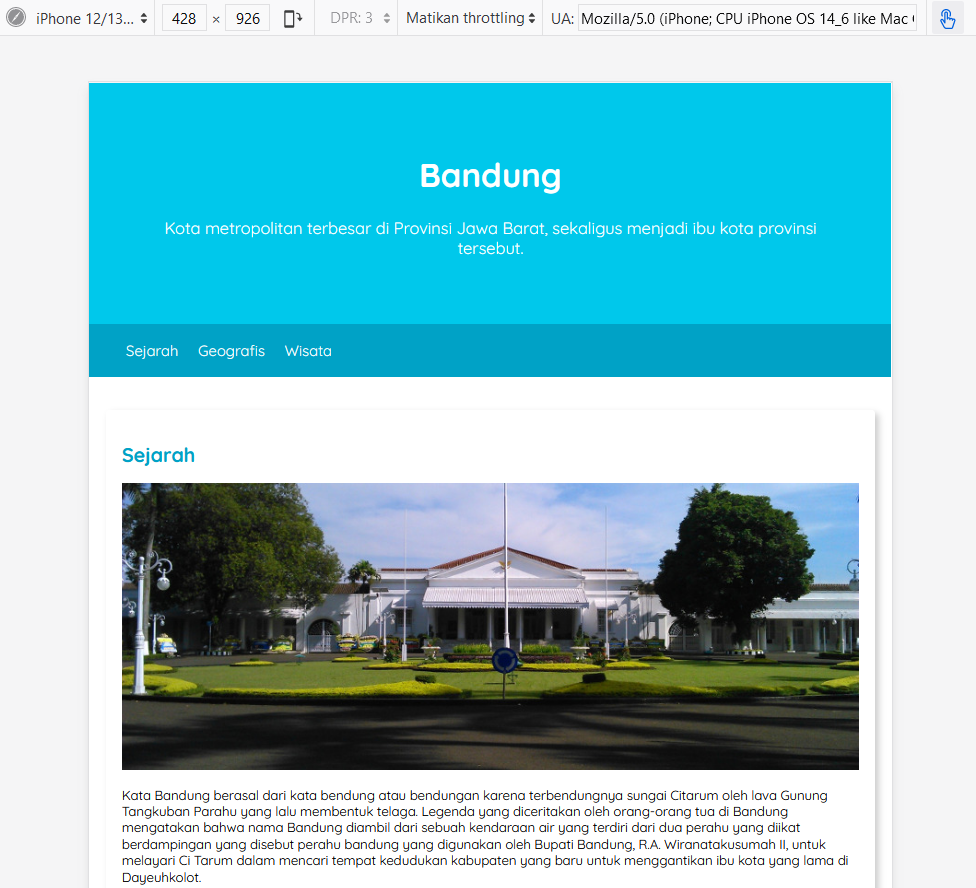 iPhone 12/13... 428 × 926 DPR: 3 Matikan throttling UA: Mozilla/5.0 (iPhone; CPU iPhone OS 14_6 like Mac
Bandung
Kota metropolitan terbesar di Provinsi Jawa Barat, sekaligus menjadi ibu kota provinsi
tersebut.
Sejarah Geografis Wisata
Sejarah
Kata Bandung berasal dari kata bendung atau bendungan karena terbendungnya sungai Citarum oleh lava Gunung
Tangkuban Parahu yang lalu membentuk telaga. Legenda yang diceritakan oleh orang-orang tua di Bandung
mengatakan bahwa nama Bandung diambil dari sebuah kendaraan air yang terdiri dari dua perahu yang diikat
berdampingan yang disebut perahu bandung yang digunakan oleh Bupati Bandung, R.A. Wiranatakusumah II, untuk
melayari Ci Tarum dalam mencari tempat kedudukan kabupaten yang baru untuk menggantikan ibu kota yang lama di
Dayeuhkolot.